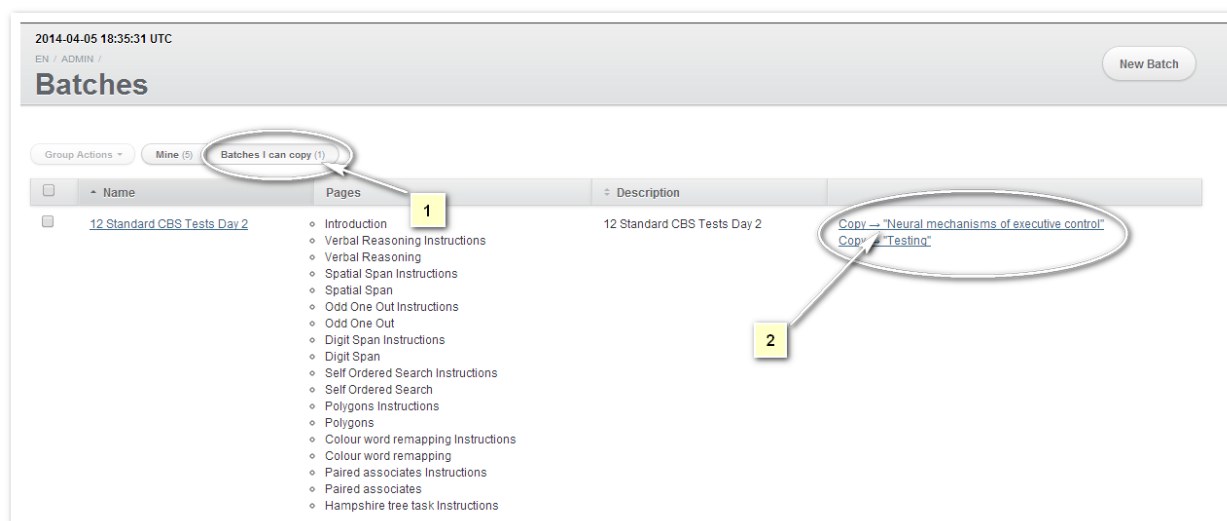 2014-04-05 18:35:31 UTC
EN / ADMIN /
Batches
New Batch
Group Actions
Mine (5)
Batches I can copy (1)
Name
Pages
Description
1
12 Standard CBS Tests Day 2
Introduction
Verbal Reasoning Instructions
Verbal Reasoning
Spatial Span Instructions
Spatial Span
Odd One Out Instructions
Odd One Out
Digit Span Instructions
Digit Span
Self Ordered Search Instructions
Self Ordered Search
Polygons Instructions
Polygons
Colour word remapping Instructions
Colour word remapping
Paired associates Instructions
Paired associates
Hampshire tree task Instructions
12 Standard CBS Tests Day 2
Copy → "Neural mechanisms of executive control"
Copy → "Testing"
2